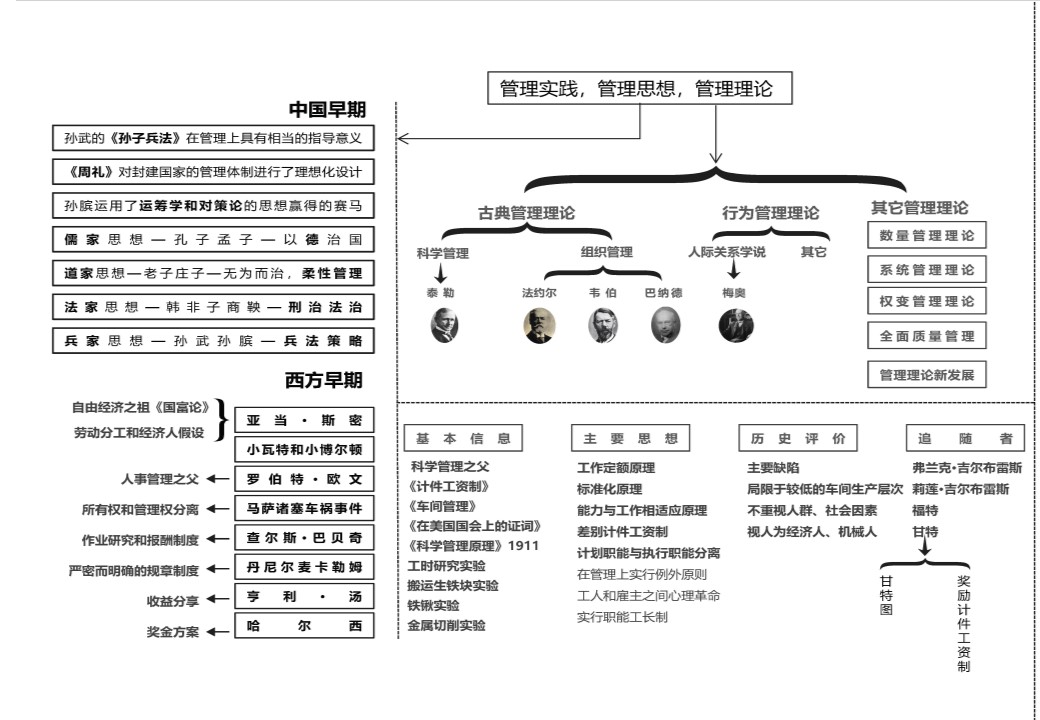 管理实践，管理思想，管理理论
中国早期
孙武的《孙子兵法》在管理上具有相当的指导意义
《周礼》对封建国家的管理体制进行了理想化设计
孙膑运用了运筹学和对策论的思想赢得的赛马
儒家思想—孔子孟子—以德治国
道家思想—老子庄子—无为而治，柔性管理
法家思想—韩非子商鞅—刑治法治
兵家思想—孙武孙膑—兵法策略
西方早期
自由经济之祖《国富论》
劳动分工和经济人假设
亚当·斯密
小瓦特和小博尔顿
人事管理之父
罗伯特·欧文
所有权和管理权分离
马萨诸塞车祸事件
作业研究和报酬制度
查尔斯·巴贝奇
严密而明确的规章制度
丹尼尔麦卡勒姆
收益分享
亨利·汤
奖金方案
哈尔西
古典管理理论
科学管理
泰勒
组织管理
法约尔
韦伯
巴纳德
行为管理理论
人际关系学说
其它
梅奥
其它管理理论
数量管理理论
系统管理理论
权变管理理论
全面质量管理
管理理论新发展
基本信息
科学管理之父
《计件工资制》
《车间管理》
《在美国国会上的证词》
《科学管理原理》1911
工时研究实验
搬运生铁块实验
铁锹实验
金属切削实验
主要思想
工作定额原理
标准化原理
能力与工作相适应原理
差别计件工资制
计划职能与执行职能分离
在管理上实行例外原则
工人和雇主之间心理革命
实行职能工长制
历史评价
主要缺陷
局限于较低的车间生产层次
不重视人群、社会因素
视人为经济人、机械人
追随者
弗兰克·吉尔布雷斯
莉莲·吉尔布雷斯
福特
甘特
甘特图
奖励计件工资制